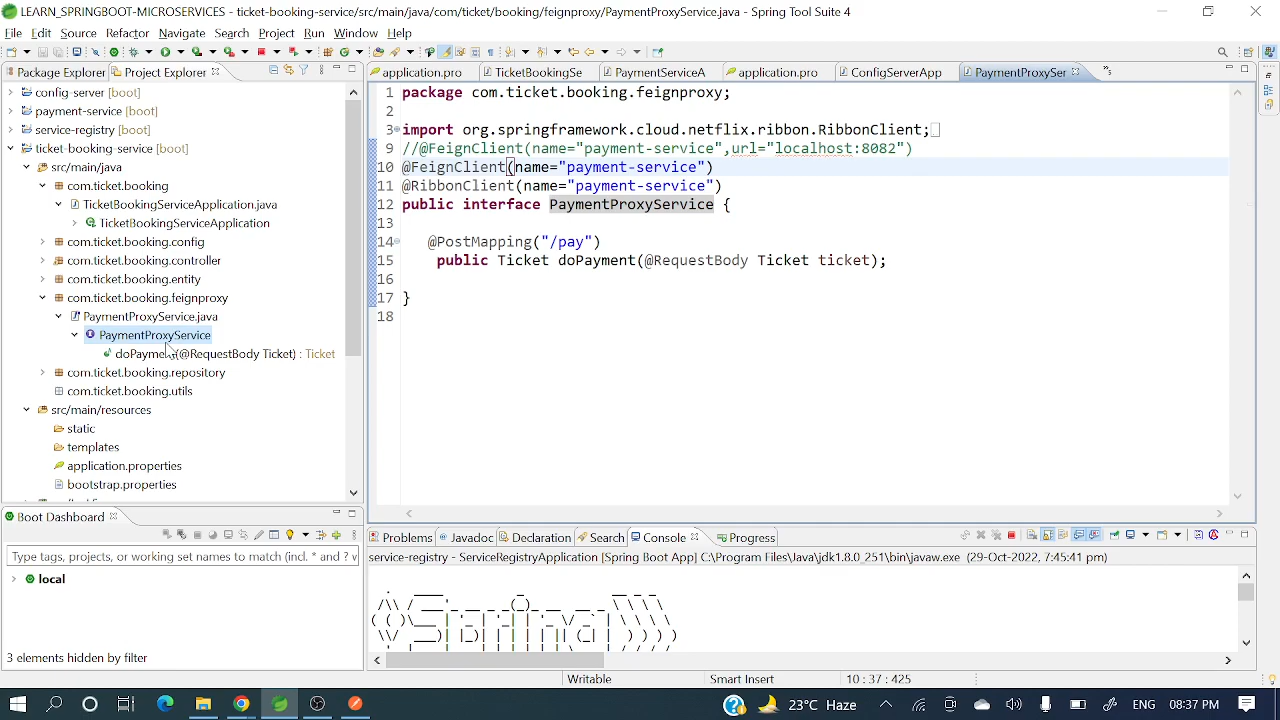 LEARN_SPRINGBOOT-MICROSERVICES - ticket-booking-service/src/main/java/com/ticket/booking/feignproxy/PaymentProxyService.java - Spring Tool Suite 4
File Edit Source Refactor Navigate Search Project Run Window Help
Package Explorer Project Explorer
application.pro TicketBookingSe PaymentServiceA application.pro ConfigServerApp PaymentProxySer
config-server [boot]
payment-service [boot]
service-registry [boot]
ticket-booking-service [boot]
src/main/java
com.ticket.booking
TicketBookingServiceApplication.java
TicketBookingServiceApplication
com.ticket.booking.config
com.ticket.booking.controller
com.ticket.booking.entity
com.ticket.booking.feignproxy
PaymentProxyService.java
PaymentProxyService
doPayment(@RequestBody Ticket) : Ticket
com.ticket.booking.repository
com.ticket.booking.utils
src/main/resources
static
templates
application.properties
bootstrap.properties
1 package com.ticket.booking.feignproxy;
2
3 import org.springframework.cloud.netflix.ribbon.RibbonClient;
9 //@FeignClient(name="payment-service",url="localhost:8082")
10 @FeignClient(name="payment-service")
11 @RibbonClient(name="payment-service")
12 public interface PaymentProxyService {
13
14 @PostMapping("/pay")
15 public Ticket doPayment(@RequestBody Ticket ticket);
16
17 }
18
Boot Dashboard
Type tags, projects, or working set names to match (incl. * and ? v
local
3 elements hidden by filter
Problems Javadoc Declaration Search Console Progress
service-registry - ServiceRegistryApplication [Spring Boot App] C:\Program Files\Java\jdk1.8.0_251\bin\javaw.exe (29-Oct-2022, 7:45:41 pm)
Writable Smart Insert 10 : 37 : 425
23°C Haze ENG 08:37 PM